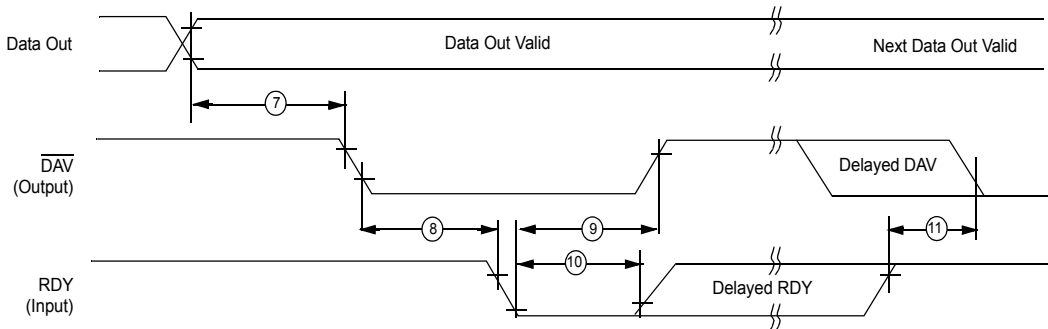 Data Out
Data Out Valid
Next Data Out Valid
7
DAV
(Output)
Delayed DAV
8
9
11
10
RDY
(Input)
Delayed RDY